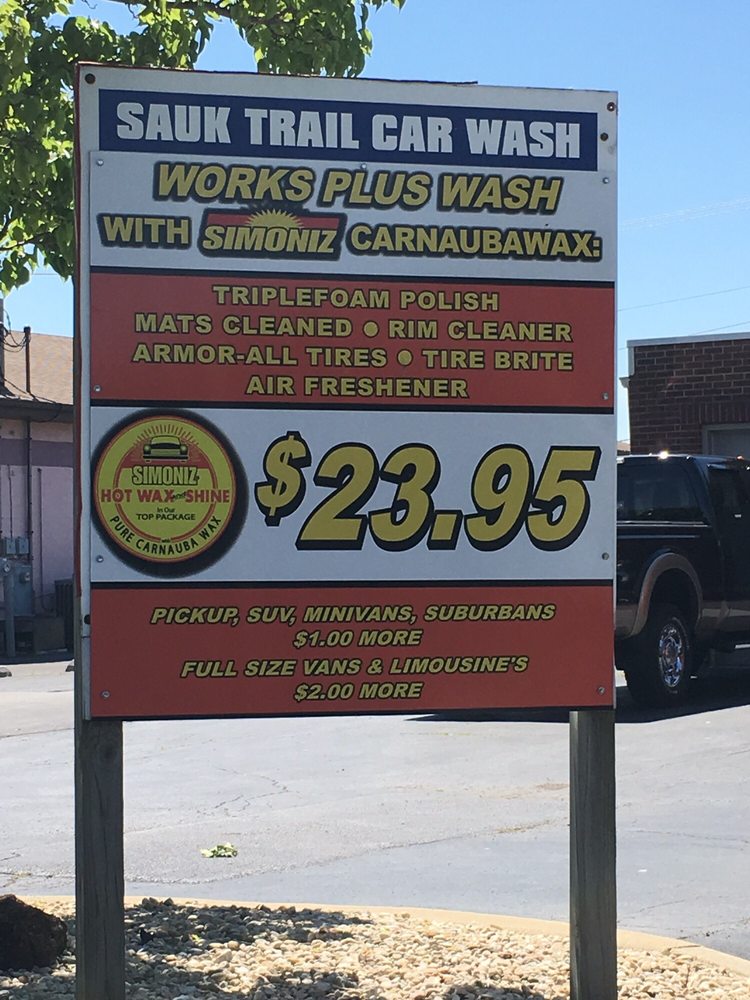 SAUK TRAIL CAR WASH
WORKS PLUS WASH
WITH SIMONIZ CARNAUBAWAX:
TRIPLEFOAM POLISH
MATS CLEANED ● RIM CLEANER
ARMOR-ALL TIRES ● TIRE BRITE
AIR FRESHENER
SIMONIZ
HOT WAX SHINE
In Our
TOP PACKAGE
with
PURE CARNAUBA WAX
$23.95
PICKUP, SUV, MINIVANS, SUBURBANS
$1.00 MORE
FULL SIZE VANS & LIMOUSINE'S
$2.00 MORE